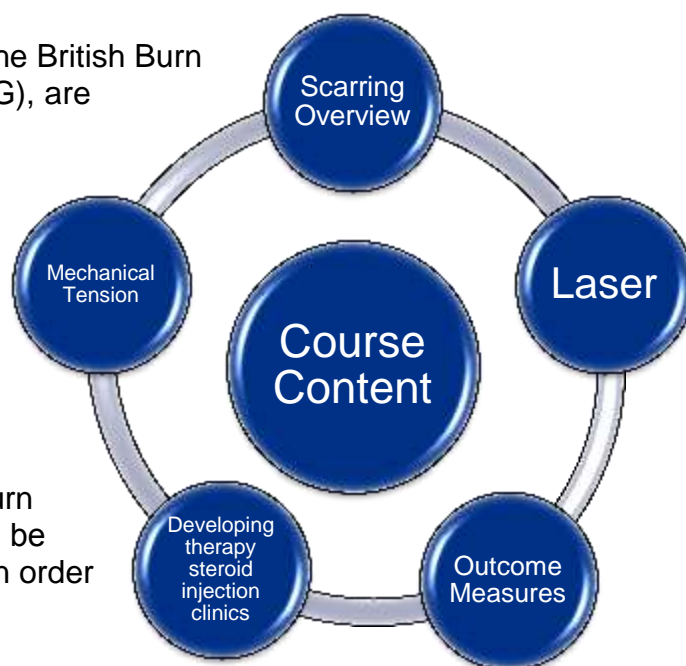 ne British Burn
G), are
Scarring
Overview
Mechanical
Tension
Laser
Course
Content
urn
be
n order
Developing
therapy
steroid
injection
clinics
Outcome
Measures